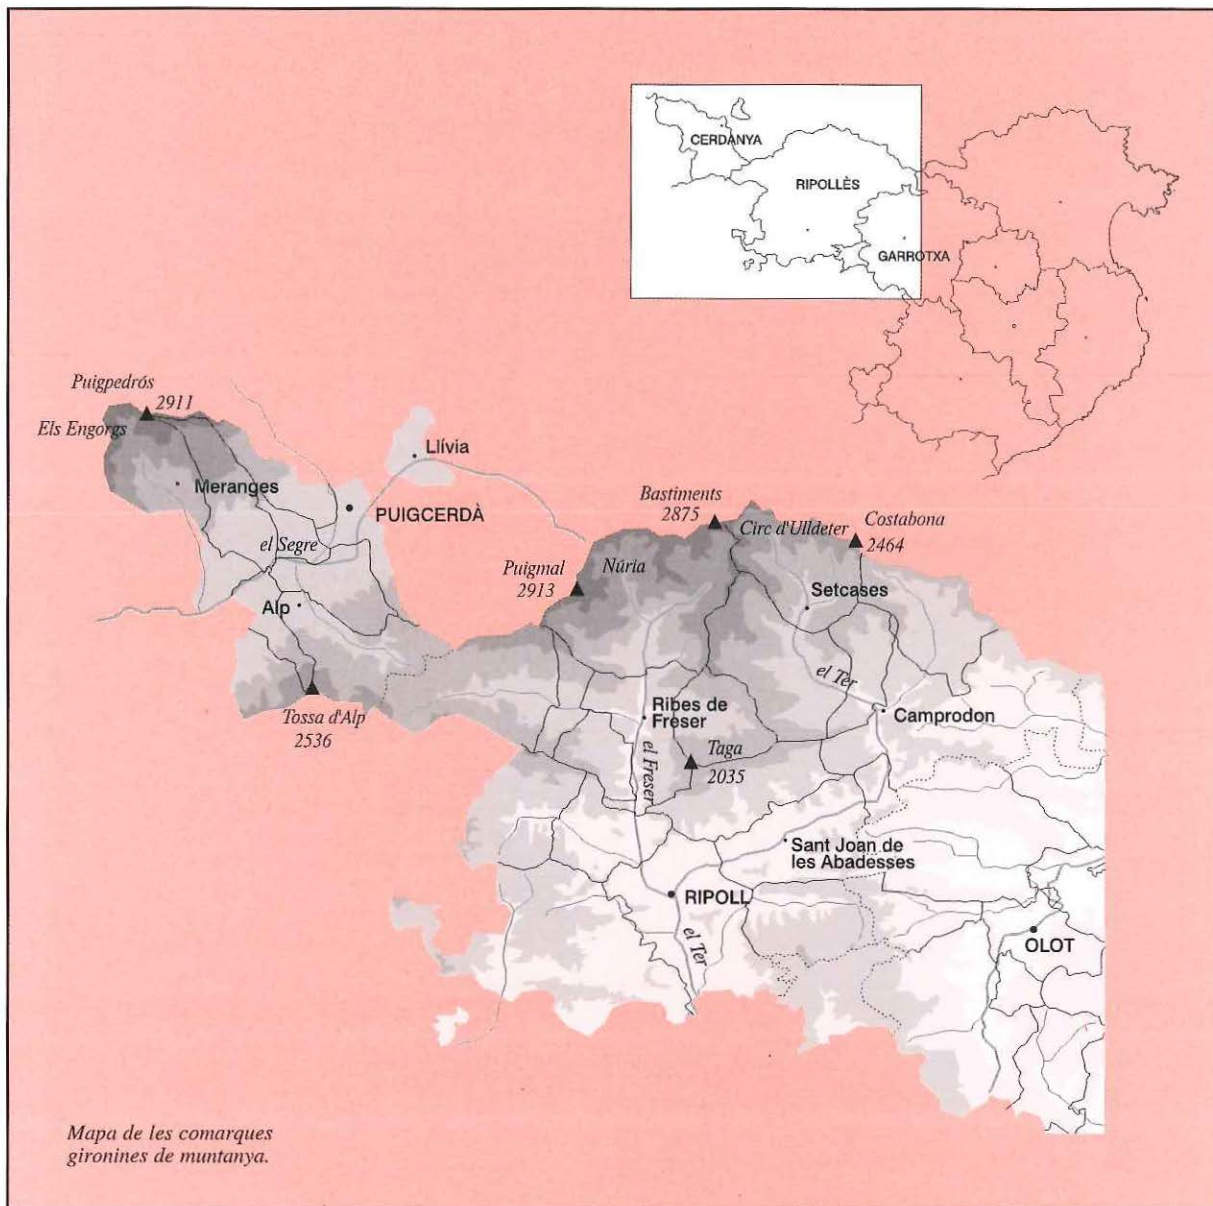 CERDANYA
RIPOLLÈS
GARROTXA
Puigpedrós
2911
Els Engorgs
Llívia
Meranges
PUIGCERDÀ
Bastiments
2875
Circ d'Ulldeter
Costabona
2464
el Segre
Puigmal
2913
Núria
Setcases
Alp
el Ter
Ribes de
Freser
Camprodon
Tossa d'Alp
2536
el Freser
Taga
2035
Sant Joan de
les Abadesses
RIPOLL
el Ter
OLOT
Mapa de les comarques
gironines de muntanya.